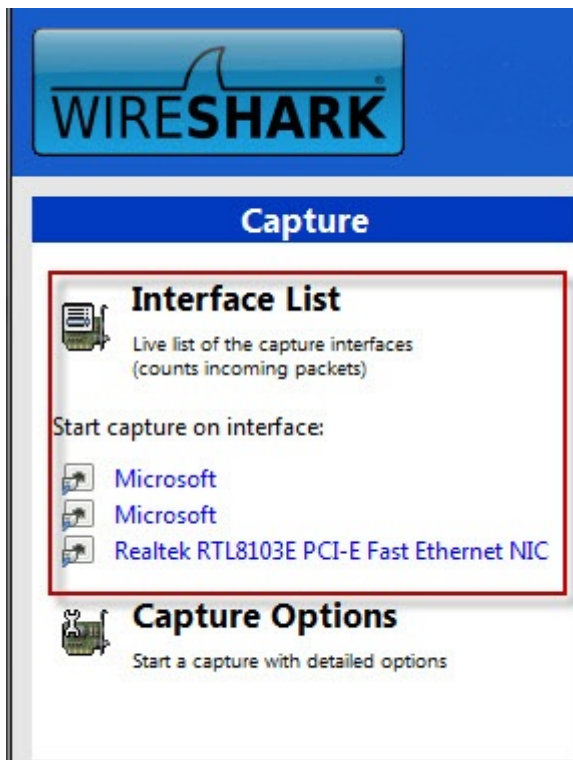 WIRESHARK
®
Capture
Interface List
Live list of the capture interfaces
(counts incoming packets)
Start capture on interface:
Microsoft
Microsoft
Realtek RTL8103E PCI-E Fast Ethernet NIC
Capture Options
Start a capture with detailed options